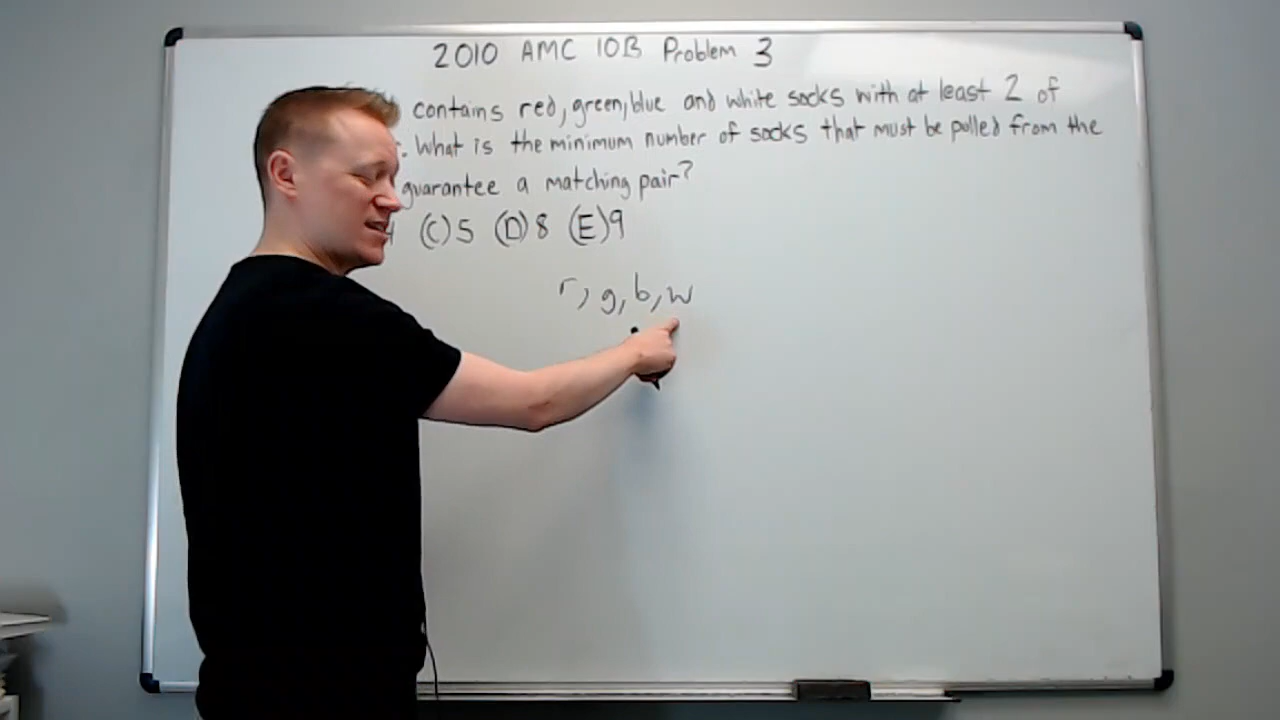 2010 AMC 10B Problem 3
contains red, green, blue and white socks with at least 2 of
. What is the minimum number of socks that must be pulled from the
guarantee a matching pair?
(C) 5 (D) 8 (E) 9
r, g, b, w